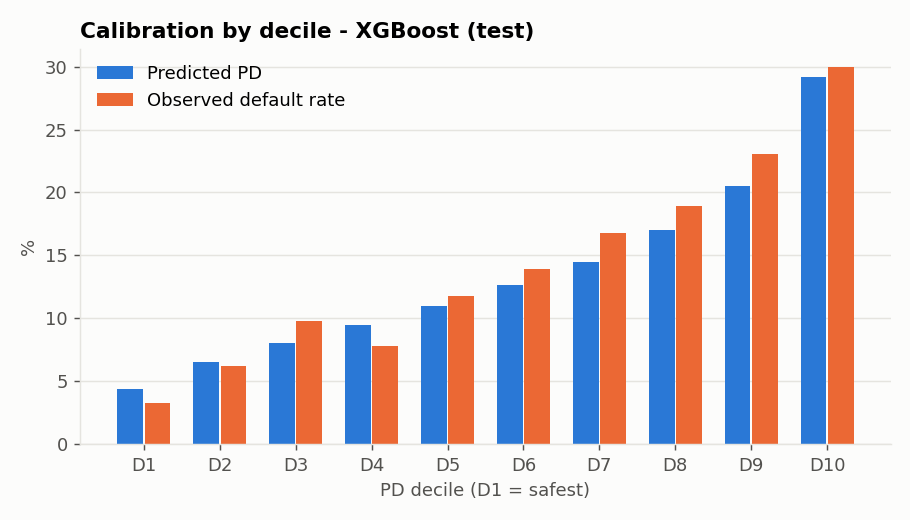 Calibration by decile - XGBoost (test)
Predicted PD
Observed default rate
%
30
25
20
15
10
5
0
D1 D2 D3 D4 D5 D6 D7 D8 D9 D10
PD decile (D1 = safest)